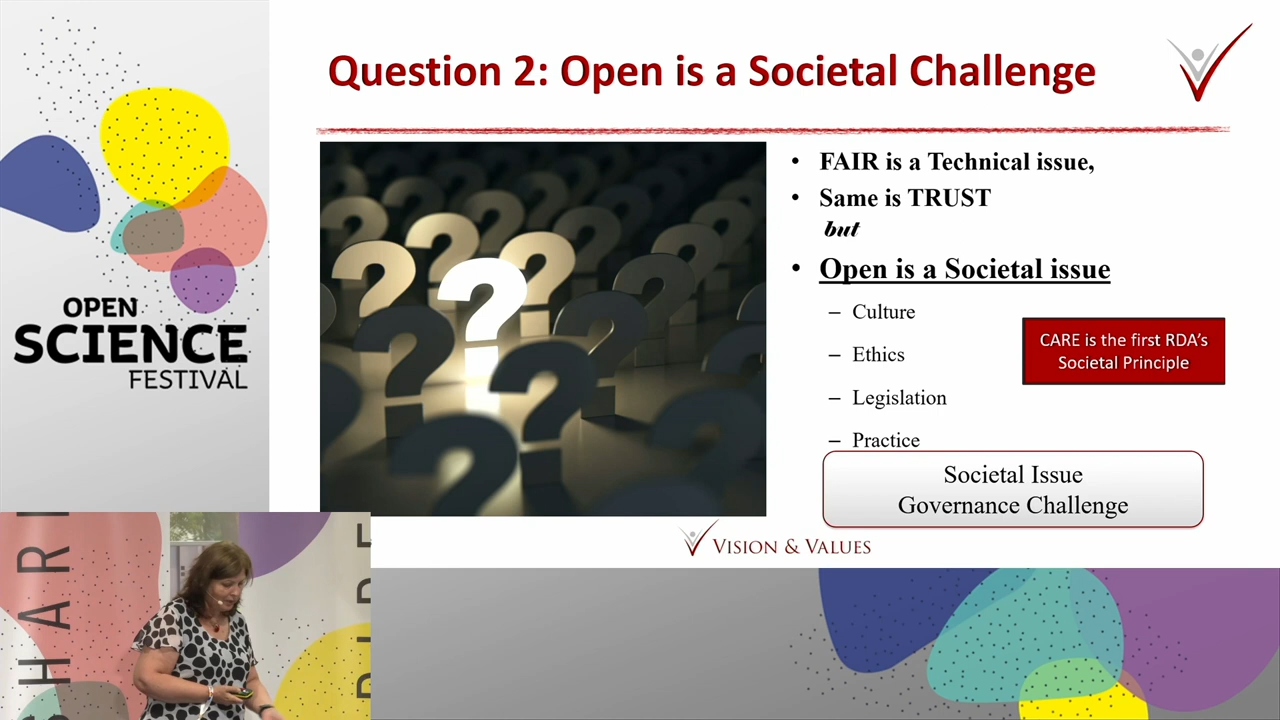 Question 2: Open is a Societal Challenge
• FAIR is a Technical issue,
• Same is TRUST
but
• Open is a Societal issue
– Culture
– Ethics
– Legislation
– Practice
CARE is the first RDA's
Societal Principle
Societal Issue
Governance Challenge
VISION & VALUES
OPEN
SCIENCE
FESTIVAL
HAR